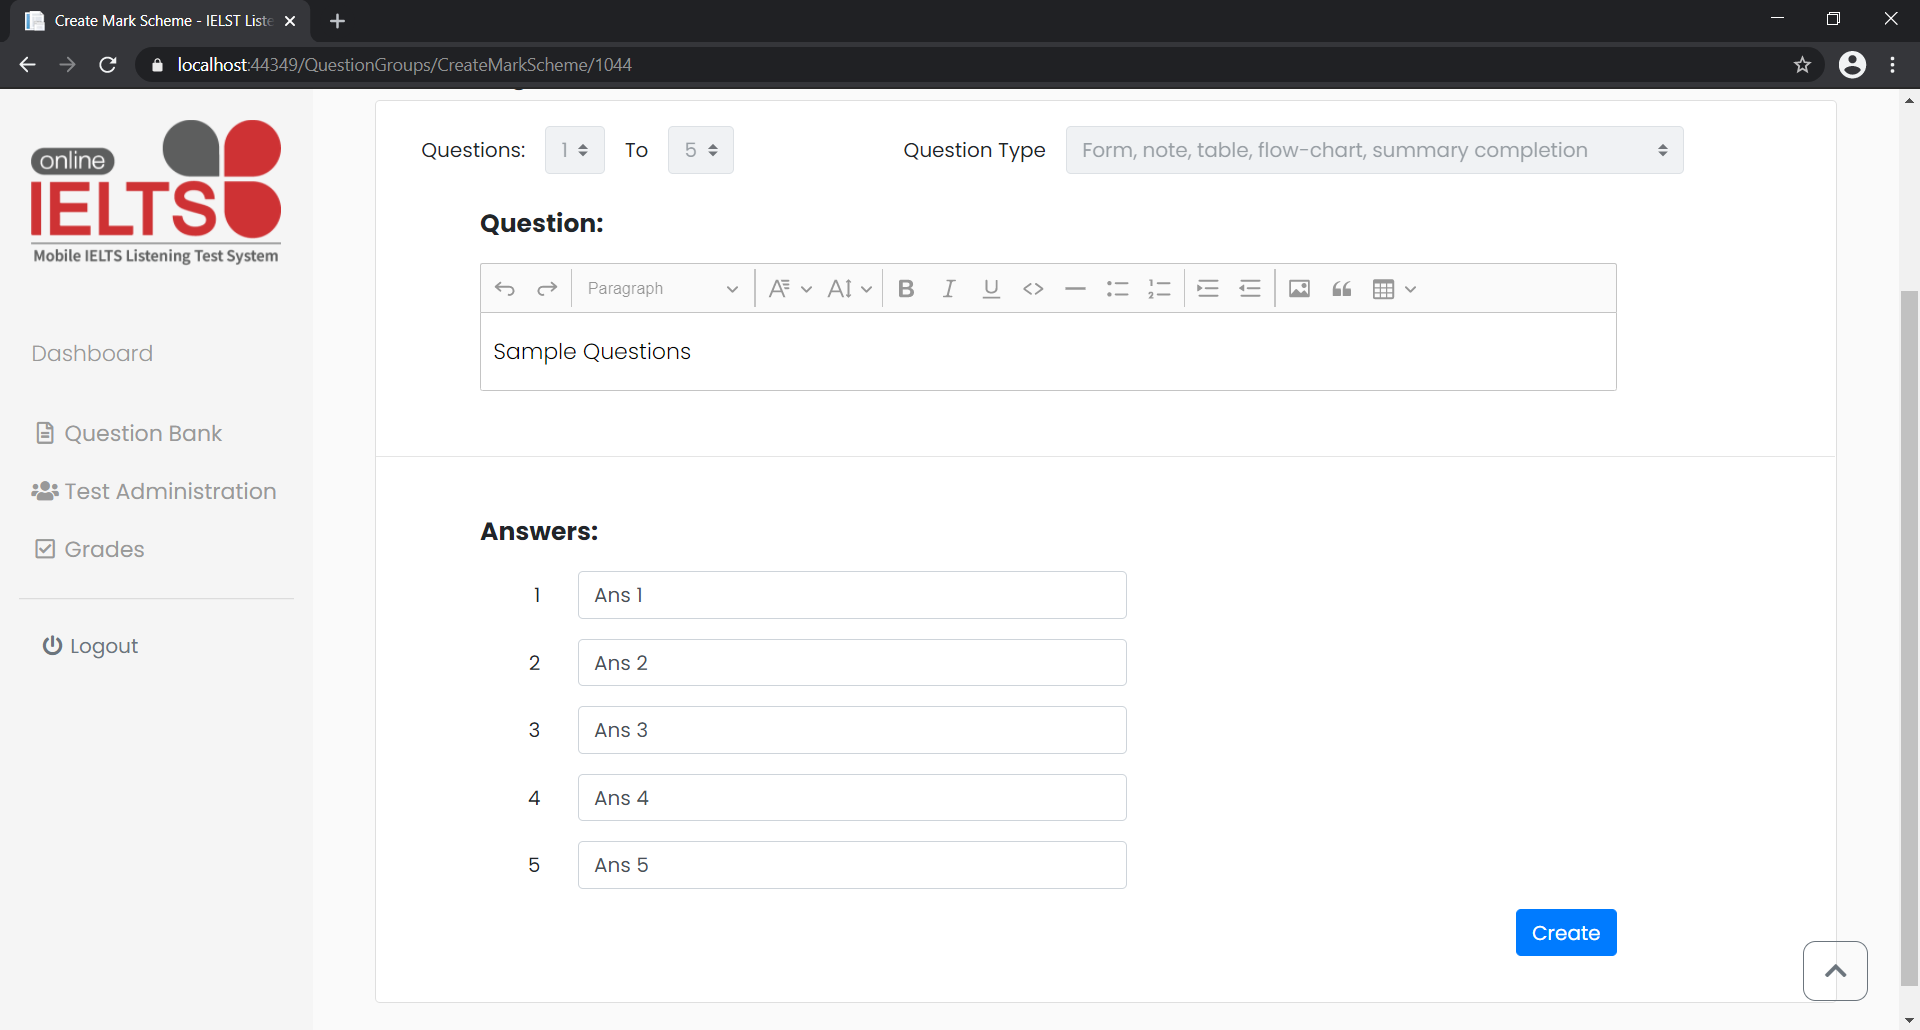 Create Mark Scheme - IELST Liste
localhost:44349/QuestionGroups/CreateMarkScheme/1044
online
IELTS
Mobile IELTS Listening Test System
Dashboard
Question Bank
Test Administration
Grades
Logout
Questions: 1 To 5 Question Type Form, note, table, flow-chart, summary completion
Question:
Paragraph
Sample Questions
Answers:
1 Ans 1
2 Ans 2
3 Ans 3
4 Ans 4
5 Ans 5
Create